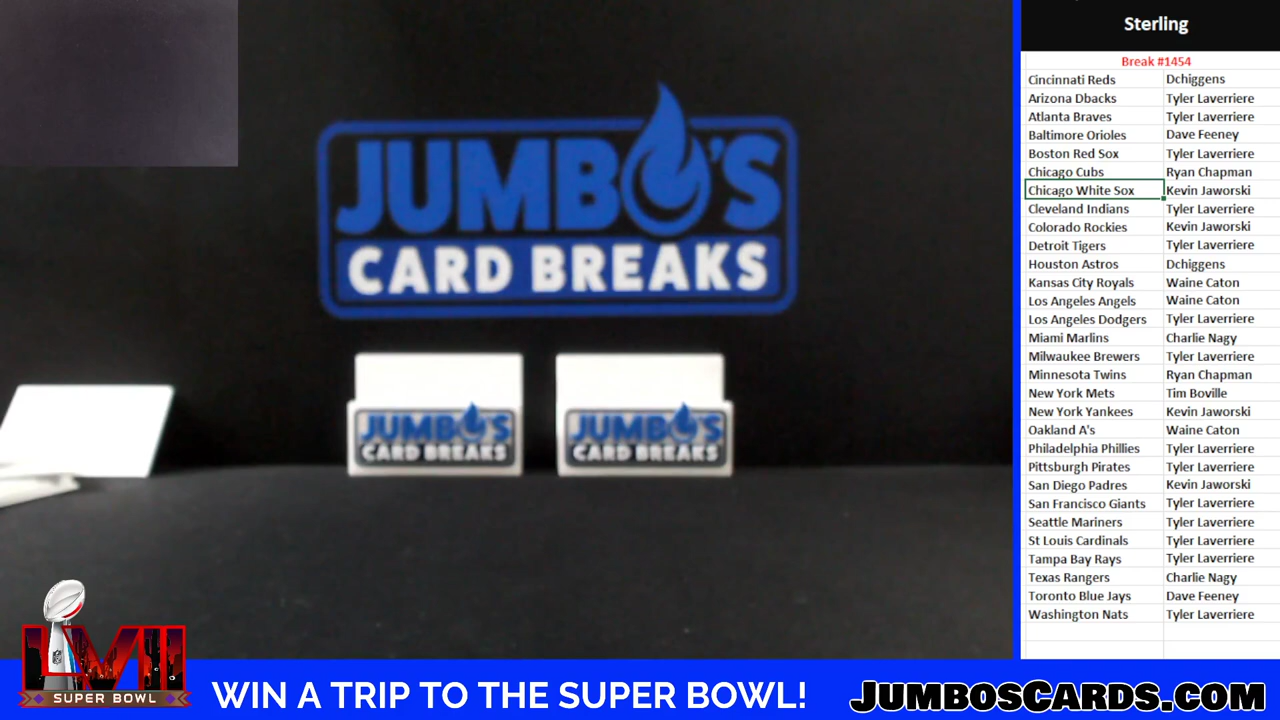 JUMBO'S
CARD BREAKS
JUMBO'S
CARD BREAKS
JUMBO'S
CARD BREAKS
Sterling
Break #1454
Cincinnati Reds Dchiggens
Arizona Dbacks Tyler Laverriere
Atlanta Braves Tyler Laverriere
Baltimore Orioles Dave Feeney
Boston Red Sox Tyler Laverriere
Chicago Cubs Ryan Chapman
Chicago White Sox Kevin Jaworski
Cleveland Indians Tyler Laverriere
Colorado Rockies Kevin Jaworski
Detroit Tigers Tyler Laverriere
Houston Astros Dchiggens
Kansas City Royals Waine Caton
Los Angeles Angels Waine Caton
Los Angeles Dodgers Tyler Laverriere
Miami Marlins Charlie Nagy
Milwaukee Brewers Tyler Laverriere
Minnesota Twins Ryan Chapman
New York Mets Tim Boville
New York Yankees Kevin Jaworski
Oakland A's Waine Caton
Philadelphia Phillies Tyler Laverriere
Pittsburgh Pirates Tyler Laverriere
San Diego Padres Kevin Jaworski
San Francisco Giants Tyler Laverriere
Seattle Mariners Tyler Laverriere
St Louis Cardinals Tyler Laverriere
Tampa Bay Rays Tyler Laverriere
Texas Rangers Charlie Nagy
Toronto Blue Jays Dave Feeney
Washington Nats Tyler Laverriere
LVII
SUPER BOWL
WIN A TRIP TO THE SUPER BOWL!
JUMBOSCARDS.COM